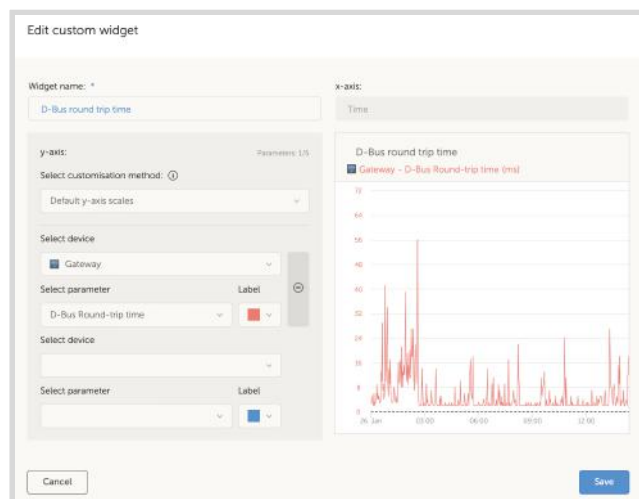 Edit custom widget
Widget name: *
D-Bus round trip time
x-axis:
Time
y-axis:
Parameters: 1/5
Select customisation method:
Default y-axis scales
Select device
Gateway
Select parameter
Label
D-Bus Round-trip time
Select device
Select parameter
Label
D-Bus round trip time
Gateway - D-Bus Round-trip time (ms)
72
64
56
48
40
32
24
16
8
0
26. Jan
03:00
06:00
09:00
12:00
Cancel
Save